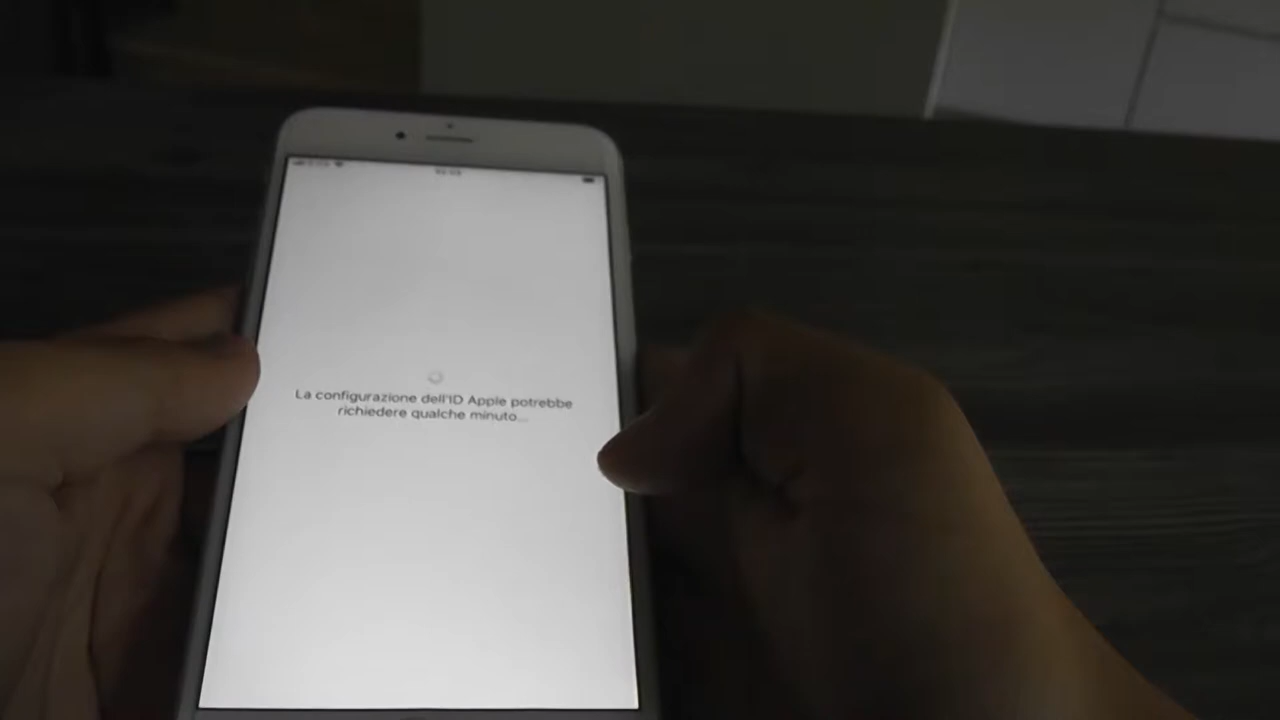 La configurazione dell'ID Apple potrebbe
richiedere qualche minuto...